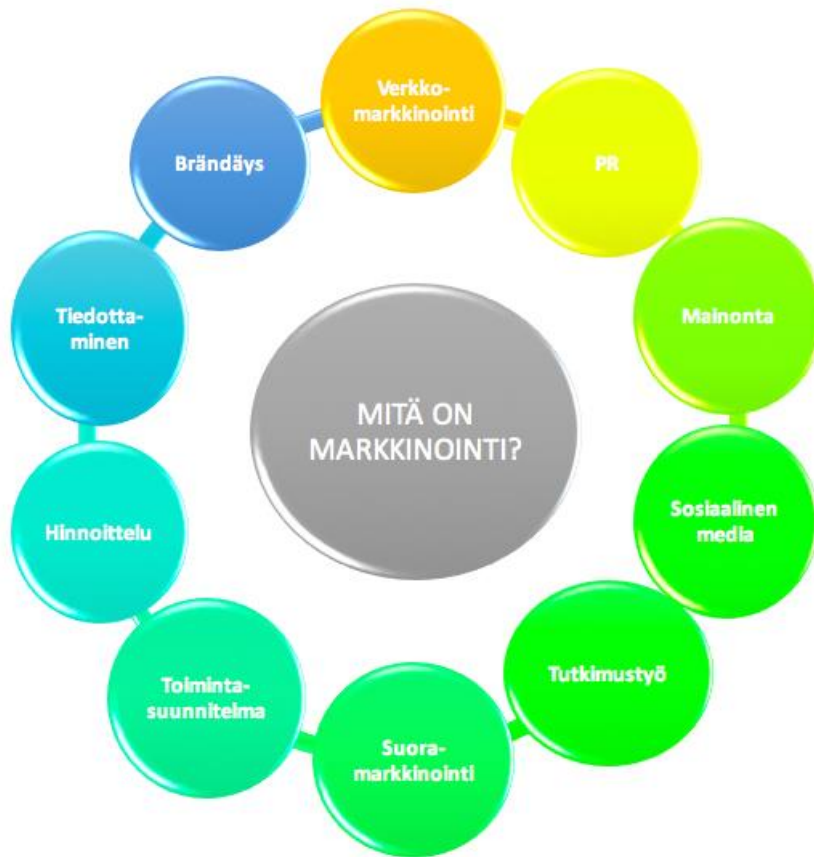 Verkko-
markkinointi
PR
Mainonta
Sosiaalinen
media
Tutkimustyö
Suora-
markkinointi
Toiminta-
suunnitelma
Hinnoittelu
Tiedotta-
minen
Brändäys
MITÄ ON
MARKKINOINTI?